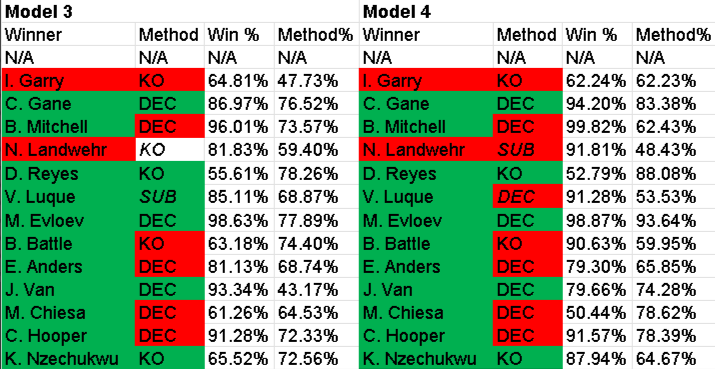 Model 3 Model 4
Winner Method Win % Method% Winner Method Win % Method%
N/A N/A N/A N/A N/A N/A N/A N/A
I. Garry KO 64.81% 47.73% I. Garry KO 62.24% 62.23%
C. Gane DEC 86.97% 76.52% C. Gane DEC 94.20% 83.38%
B. Mitchell DEC 96.01% 73.57% B. Mitchell DEC 99.82% 62.43%
N. Landwehr KO 81.83% 59.40% N. Landwehr SUB 91.81% 48.43%
D. Reyes KO 55.61% 78.26% D. Reyes KO 52.79% 88.08%
V. Luque SUB 85.11% 68.87% V. Luque DEC 91.28% 53.53%
M. Evloev DEC 98.63% 77.89% M. Evloev DEC 98.87% 93.64%
B. Battle KO 63.18% 74.40% B. Battle KO 90.63% 59.95%
E. Anders DEC 81.13% 68.74% E. Anders DEC 79.30% 65.85%
J. Van DEC 93.34% 43.17% J. Van DEC 79.66% 74.28%
M. Chiesa DEC 61.26% 64.53% M. Chiesa DEC 50.44% 78.62%
C. Hooper DEC 91.28% 72.33% C. Hooper DEC 91.57% 78.39%
K. Nzechukwu KO 65.52% 72.56% K. Nzechukwu KO 87.94% 64.67%